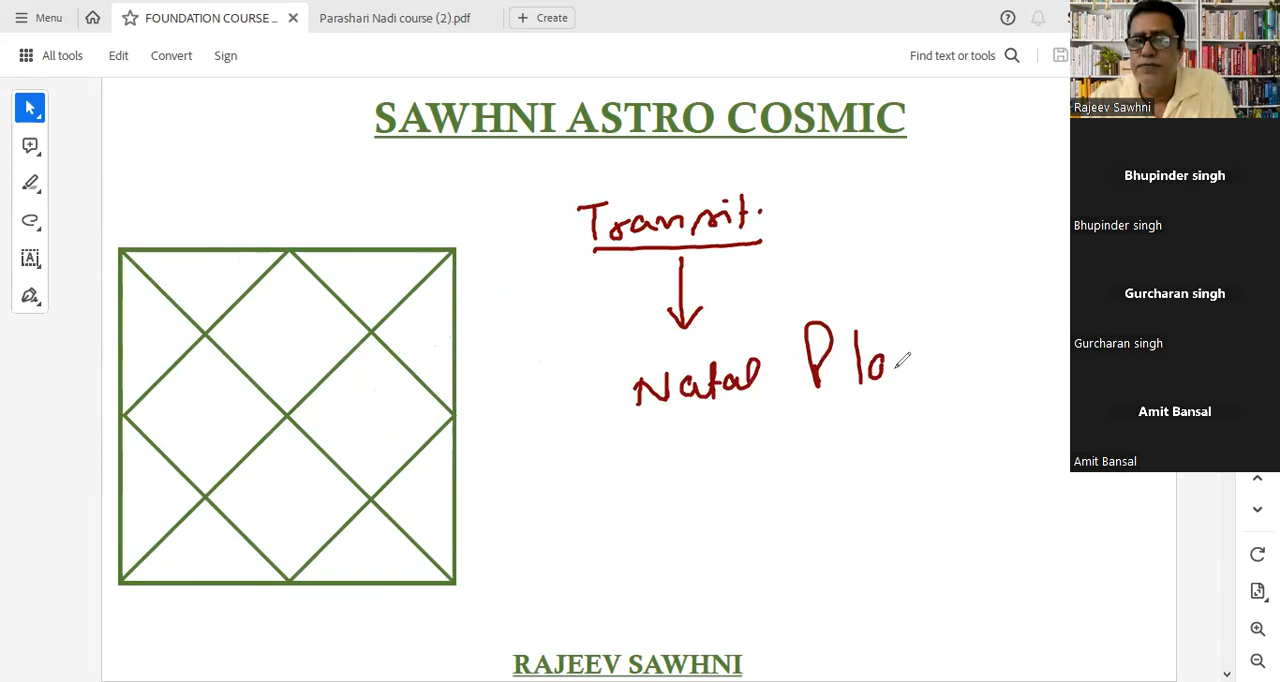 Menu
FOUNDATION COURSE ...
Parashari Nadi course (2).pdf
Create
All tools
Edit
Convert
Sign
Find text or tools
SAWHNI ASTRO COSMIC
Transit.
Natal Pla
RAJEEV SAWHNI
Rajeev Sawhni
Bhupinder singh
Bhupinder singh
Gurcharan singh
Gurcharan singh
Amit Bansal
Amit Bansal